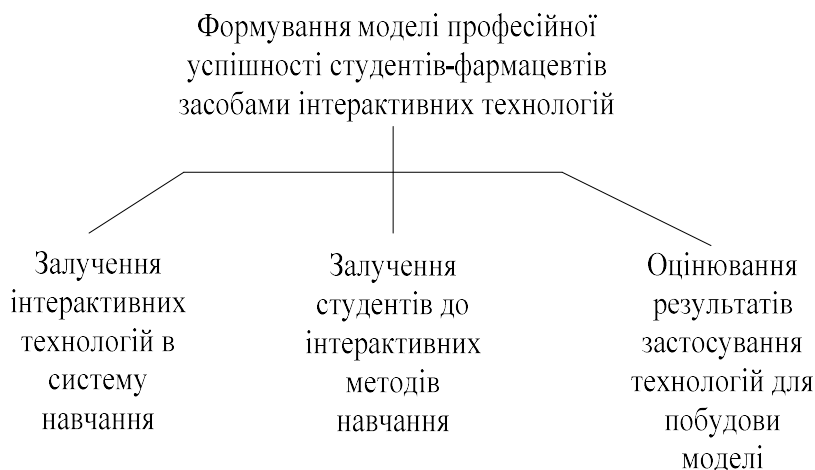 Формування моделі професійної
успішності студентів-фармацевтів
засобами інтерактивних технологій
Залучення
інтерактивних
технологій в
систему
навчання
Залучення
студентів до
інтерактивних
методів
навчання
Оцінювання
результатів
застосування
технологій для
побудови
моделі